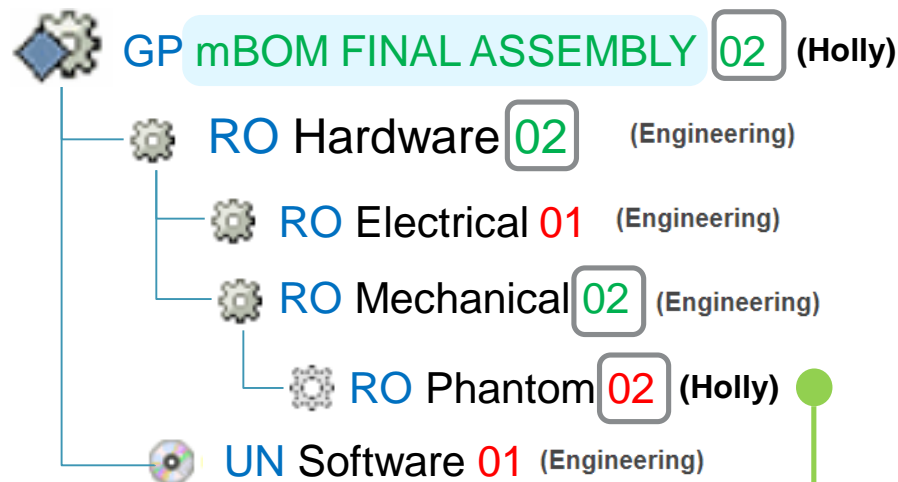 GP mBOM FINAL ASSEMBLY 02 (Holly)
RO Hardware 02 (Engineering)
RO Electrical 01 (Engineering)
RO Mechanical 02 (Engineering)
RO Phantom 02 (Holly)
UN Software 01 (Engineering)